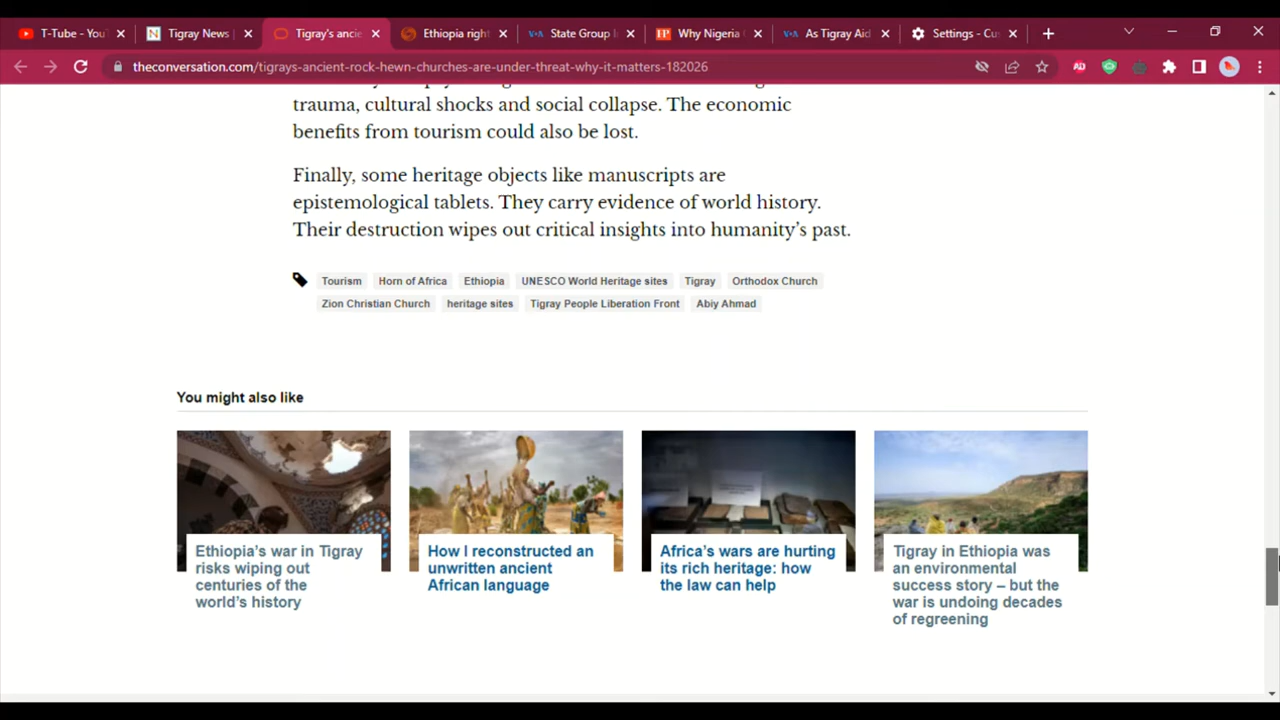 T-Tube - You
Tigray News
Tigray's ancie
Ethiopia righ
State Group I
Why Nigeria
As Tigray Aid
Settings - Cus
theconversation.com/tigrays-ancient-rock-hewn-churches-are-under-threat-why-it-matters-182026
trauma, cultural shocks and social collapse. The economic
benefits from tourism could also be lost.
Finally, some heritage objects like manuscripts are
epistemological tablets. They carry evidence of world history.
Their destruction wipes out critical insights into humanity's past.
Tourism Horn of Africa Ethiopia UNESCO World Heritage sites Tigray Orthodox Church
Zion Christian Church heritage sites Tigray People Liberation Front Abiy Ahmad
You might also like
Ethiopia's war in Tigray
risks wiping out
centuries of the
world's history
How I reconstructed an
unwritten ancient
African language
Africa's wars are hurting
its rich heritage: how
the law can help
Tigray in Ethiopia was
an environmental
success story – but the
war is undoing decades
of regreening